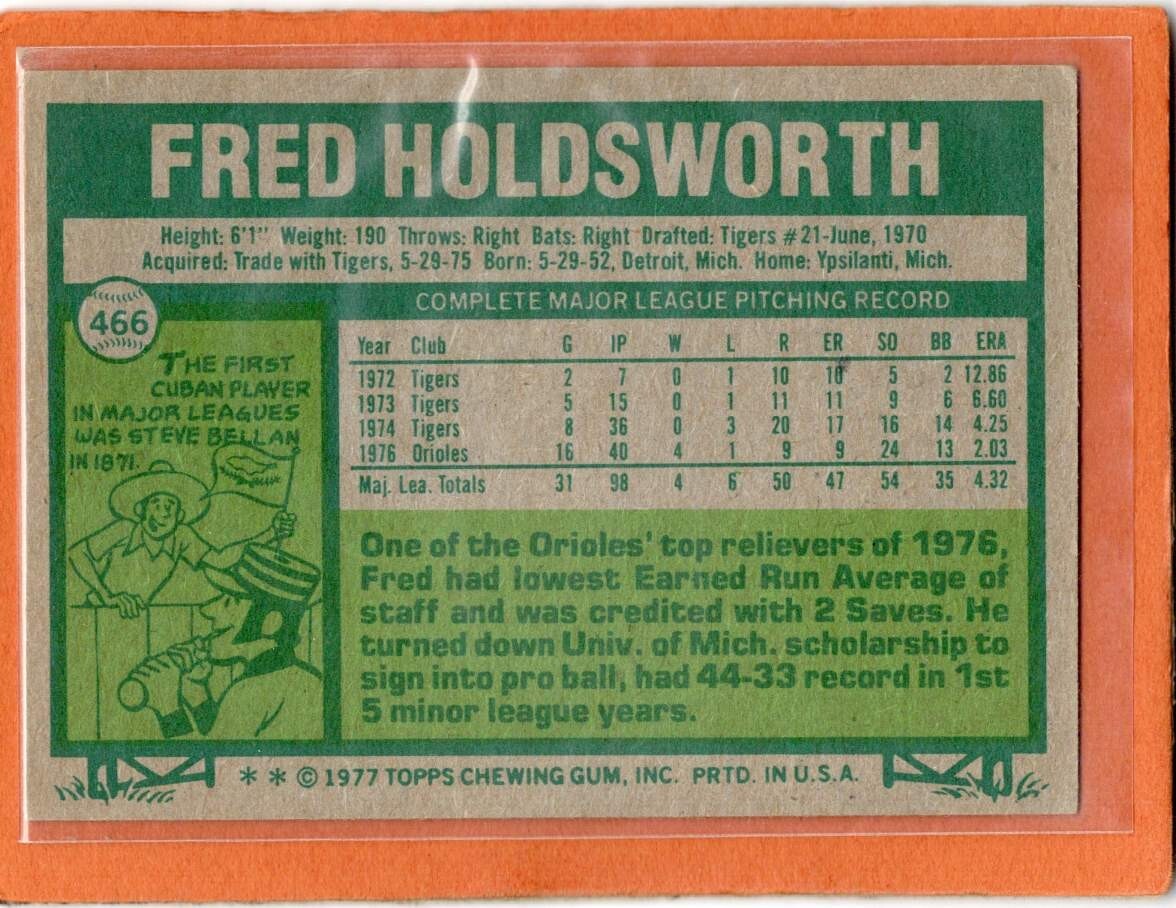 FRED HOLDSWORTH
Height: 6'1" Weight: 190 Throws: Right Bats: Right Drafted: Tigers #21-June, 1970
Acquired: Trade with Tigers, 5-29-75 Born: 5-29-52, Detroit, Mich. Home: Ypsilanti, Mich.
466
THE FIRST
CUBAN PLAYER
IN MAJOR LEAGUES
WAS STEVE BELLAN
IN 1871.
COMPLETE MAJOR LEAGUE PITCHING RECORD
Year Club G IP W L R ER SO BB ERA
1972 Tigers 2 7 0 1 10 10 5 2 12.86
1973 Tigers 5 15 0 1 11 11 9 6 6.60
1974 Tigers 8 36 0 3 20 17 16 14 4.25
1976 Orioles 16 40 4 1 9 9 24 13 2.03
Maj. Lea. Totals 31 98 4 6 50 47 54 35 4.32
One of the Orioles' top relievers of 1976,
Fred had lowest Earned Run Average of
staff and was credited with 2 Saves. He
turned down Univ. of Mich. scholarship to
sign into pro ball, had 44-33 record in 1st
5 minor league years.
* * © 1977 TOPPS CHEWING GUM, INC. PRTD. IN U.S.A.